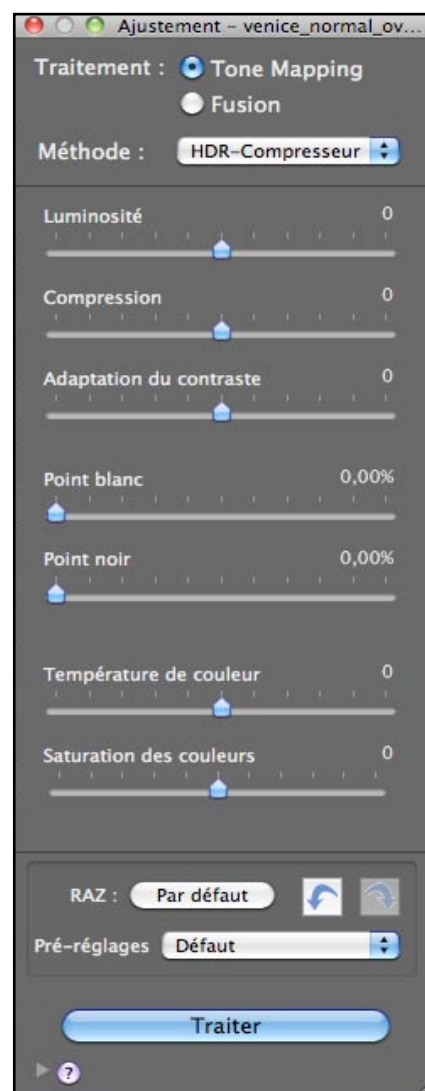 Ajustement – venice_normal_ov...
Traitement : Tone Mapping
Fusion
Méthode : HDR-Compresseur
Luminosité 0
Compression 0
Adaptation du contraste 0
Point blanc 0,00%
Point noir 0,00%
Température de couleur 0
Saturation des couleurs 0
RAZ : Par défaut
Pré-réglages Défaut
Traiter
?